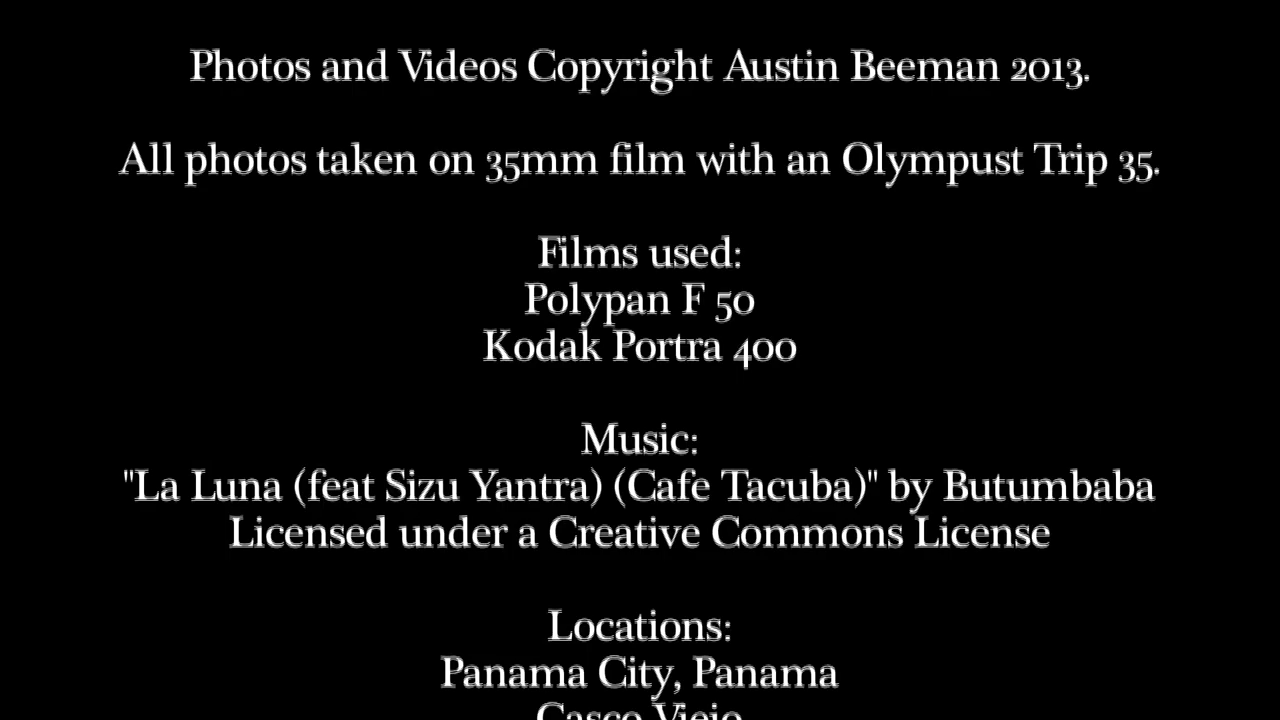 Photos and Videos Copyright Austin Beeman 2013.
All photos taken on 35mm film with an Olympust Trip 35.
Films used:
Polypan F 50
Kodak Portra 400
Music:
"La Luna (feat Sizu Yantra) (Cafe Tacuba)" by Butumbaba
Licensed under a Creative Commons License
Locations:
Panama City, Panama
Casco Viejo